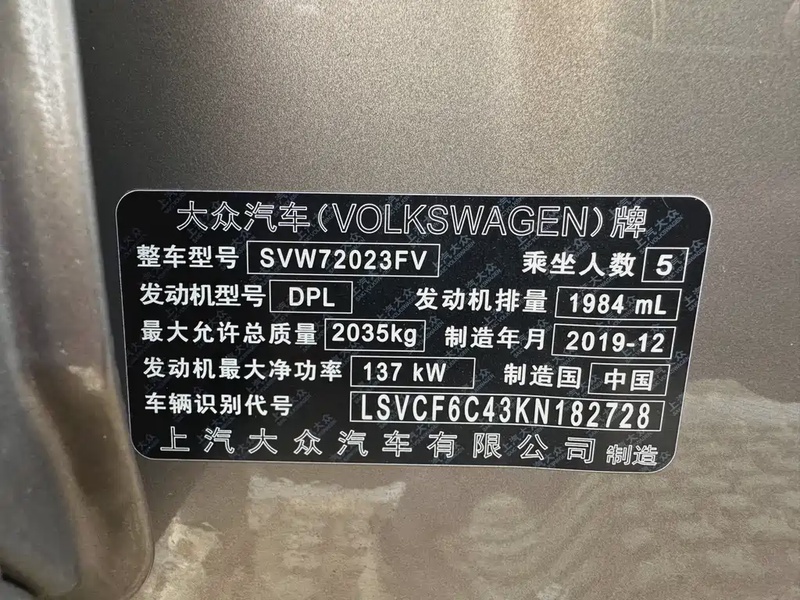 大众汽车(VOLKSWAGEN)牌
整车型号 SVW72023FV 乘坐人数 5
发动机型号 DPL 发动机排量 1984 mL
最大允许总质量 2035kg 制造年月 2019-12
发动机最大净功率 137 kW 制造国 中国
车辆识别代号 LSVCF6C43KN182728
上汽大众汽车有限公司 制造